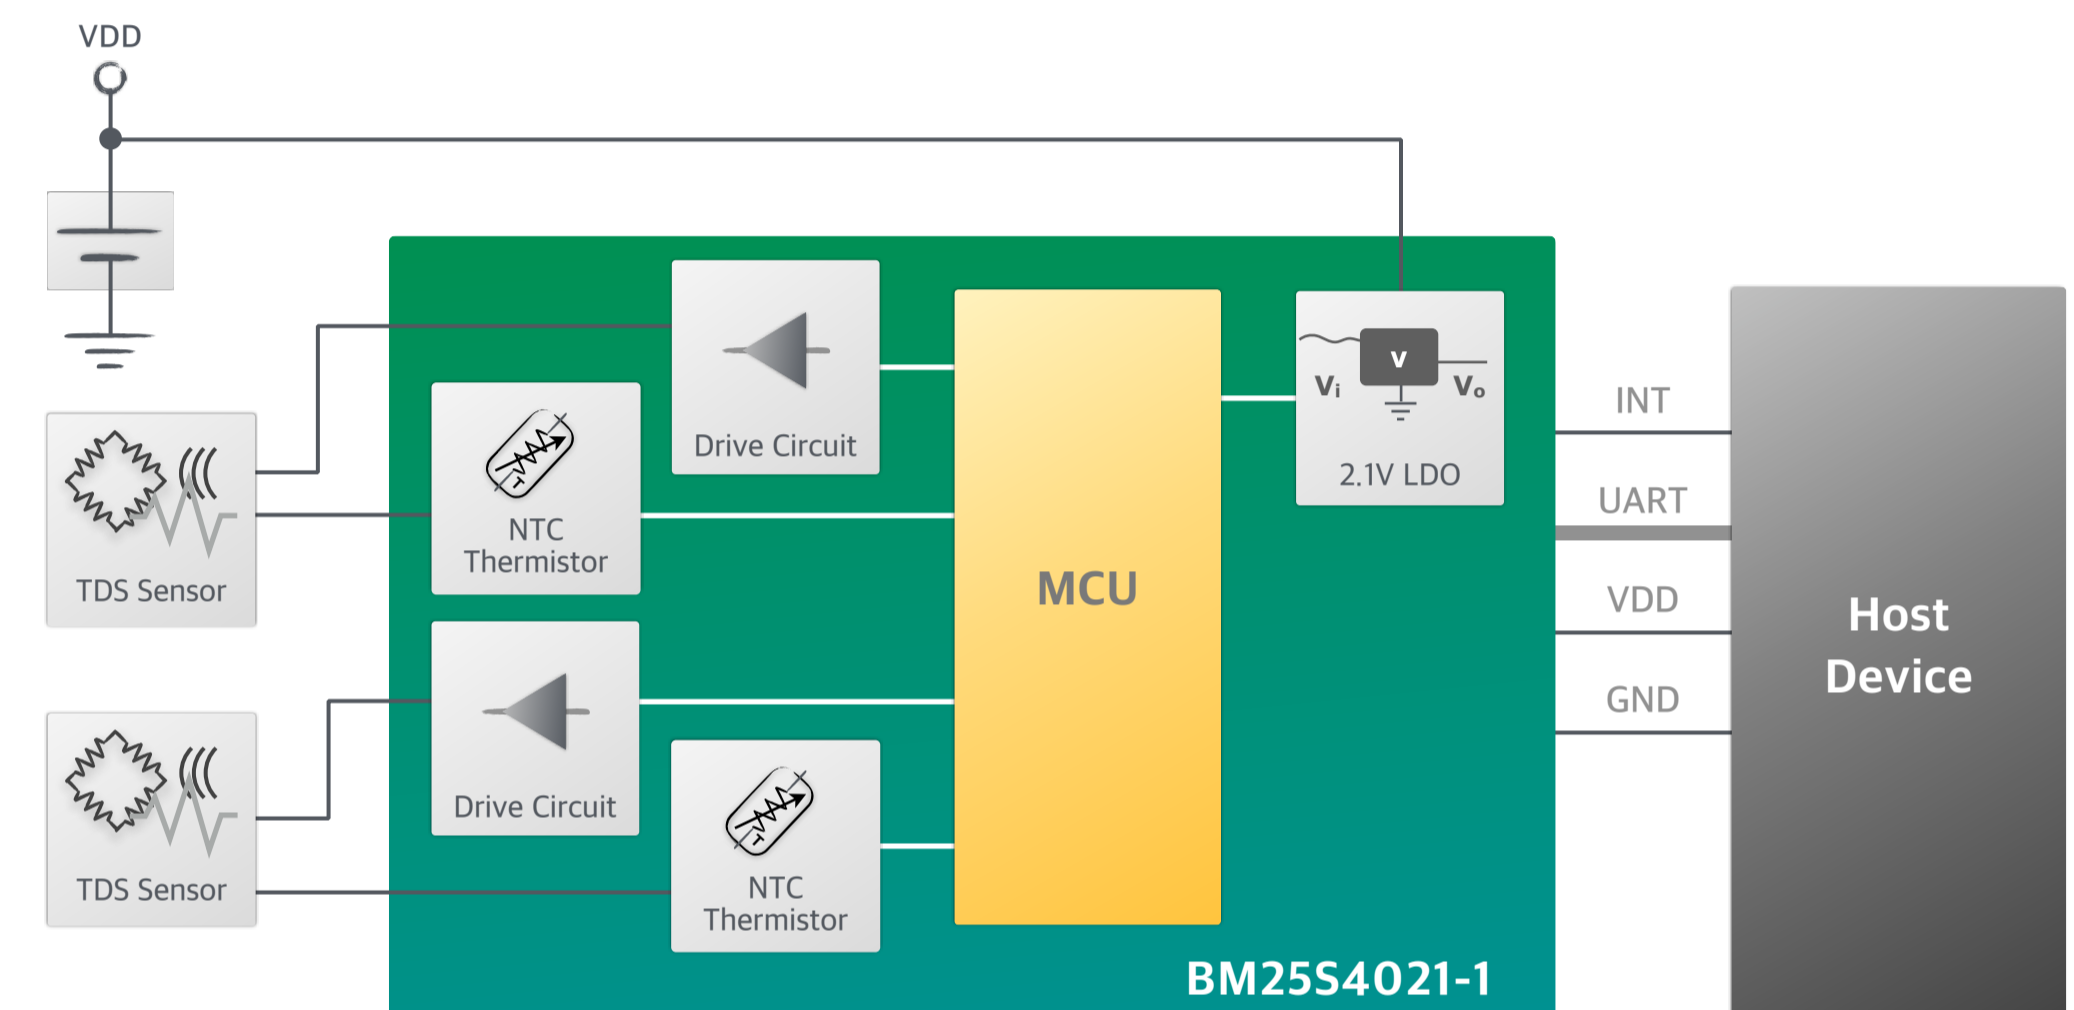 VDD
Drive Circuit
NTC
Thermistor
T
TDS Sensor
Drive Circuit
NTC
Thermistor
T
TDS Sensor
MCU
V
Vi
Vo
2.1V LDO
BM25S4021-1
INT
UART
VDD
GND
Host
Device